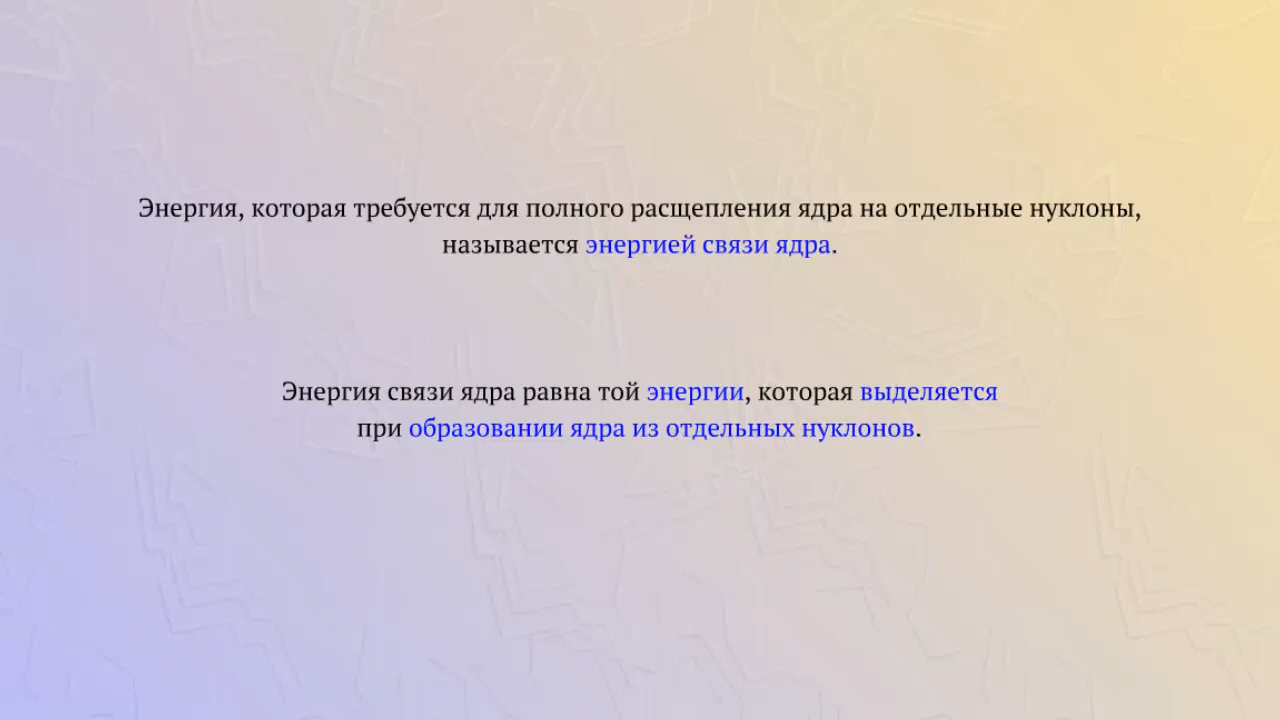 Энергия, которая требуется для полного расщепления ядра на отдельные нуклоны,
называется энергией связи ядра.
Энергия связи ядра равна той энергии, которая выделяется
при образовании ядра из отдельных нуклонов.